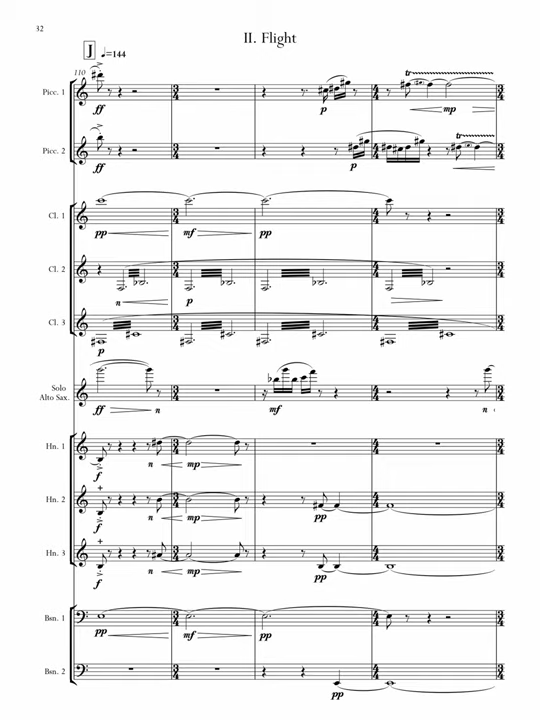 32
II. Flight
J ♩=144
110
Picc. 1
ff
p
mp
Picc. 2
ff
p
Cl. 1
pp
mf
pp
Cl. 2
n
p
Cl. 3
p
Solo
Alto Sax.
ff
n
mf
n
Hn. 1
f
n
mp
Hn. 2
f
n
mp
pp
Hn. 3
f
n
mp
pp
Bsn. 1
pp
mf
pp
Bsn. 2
pp